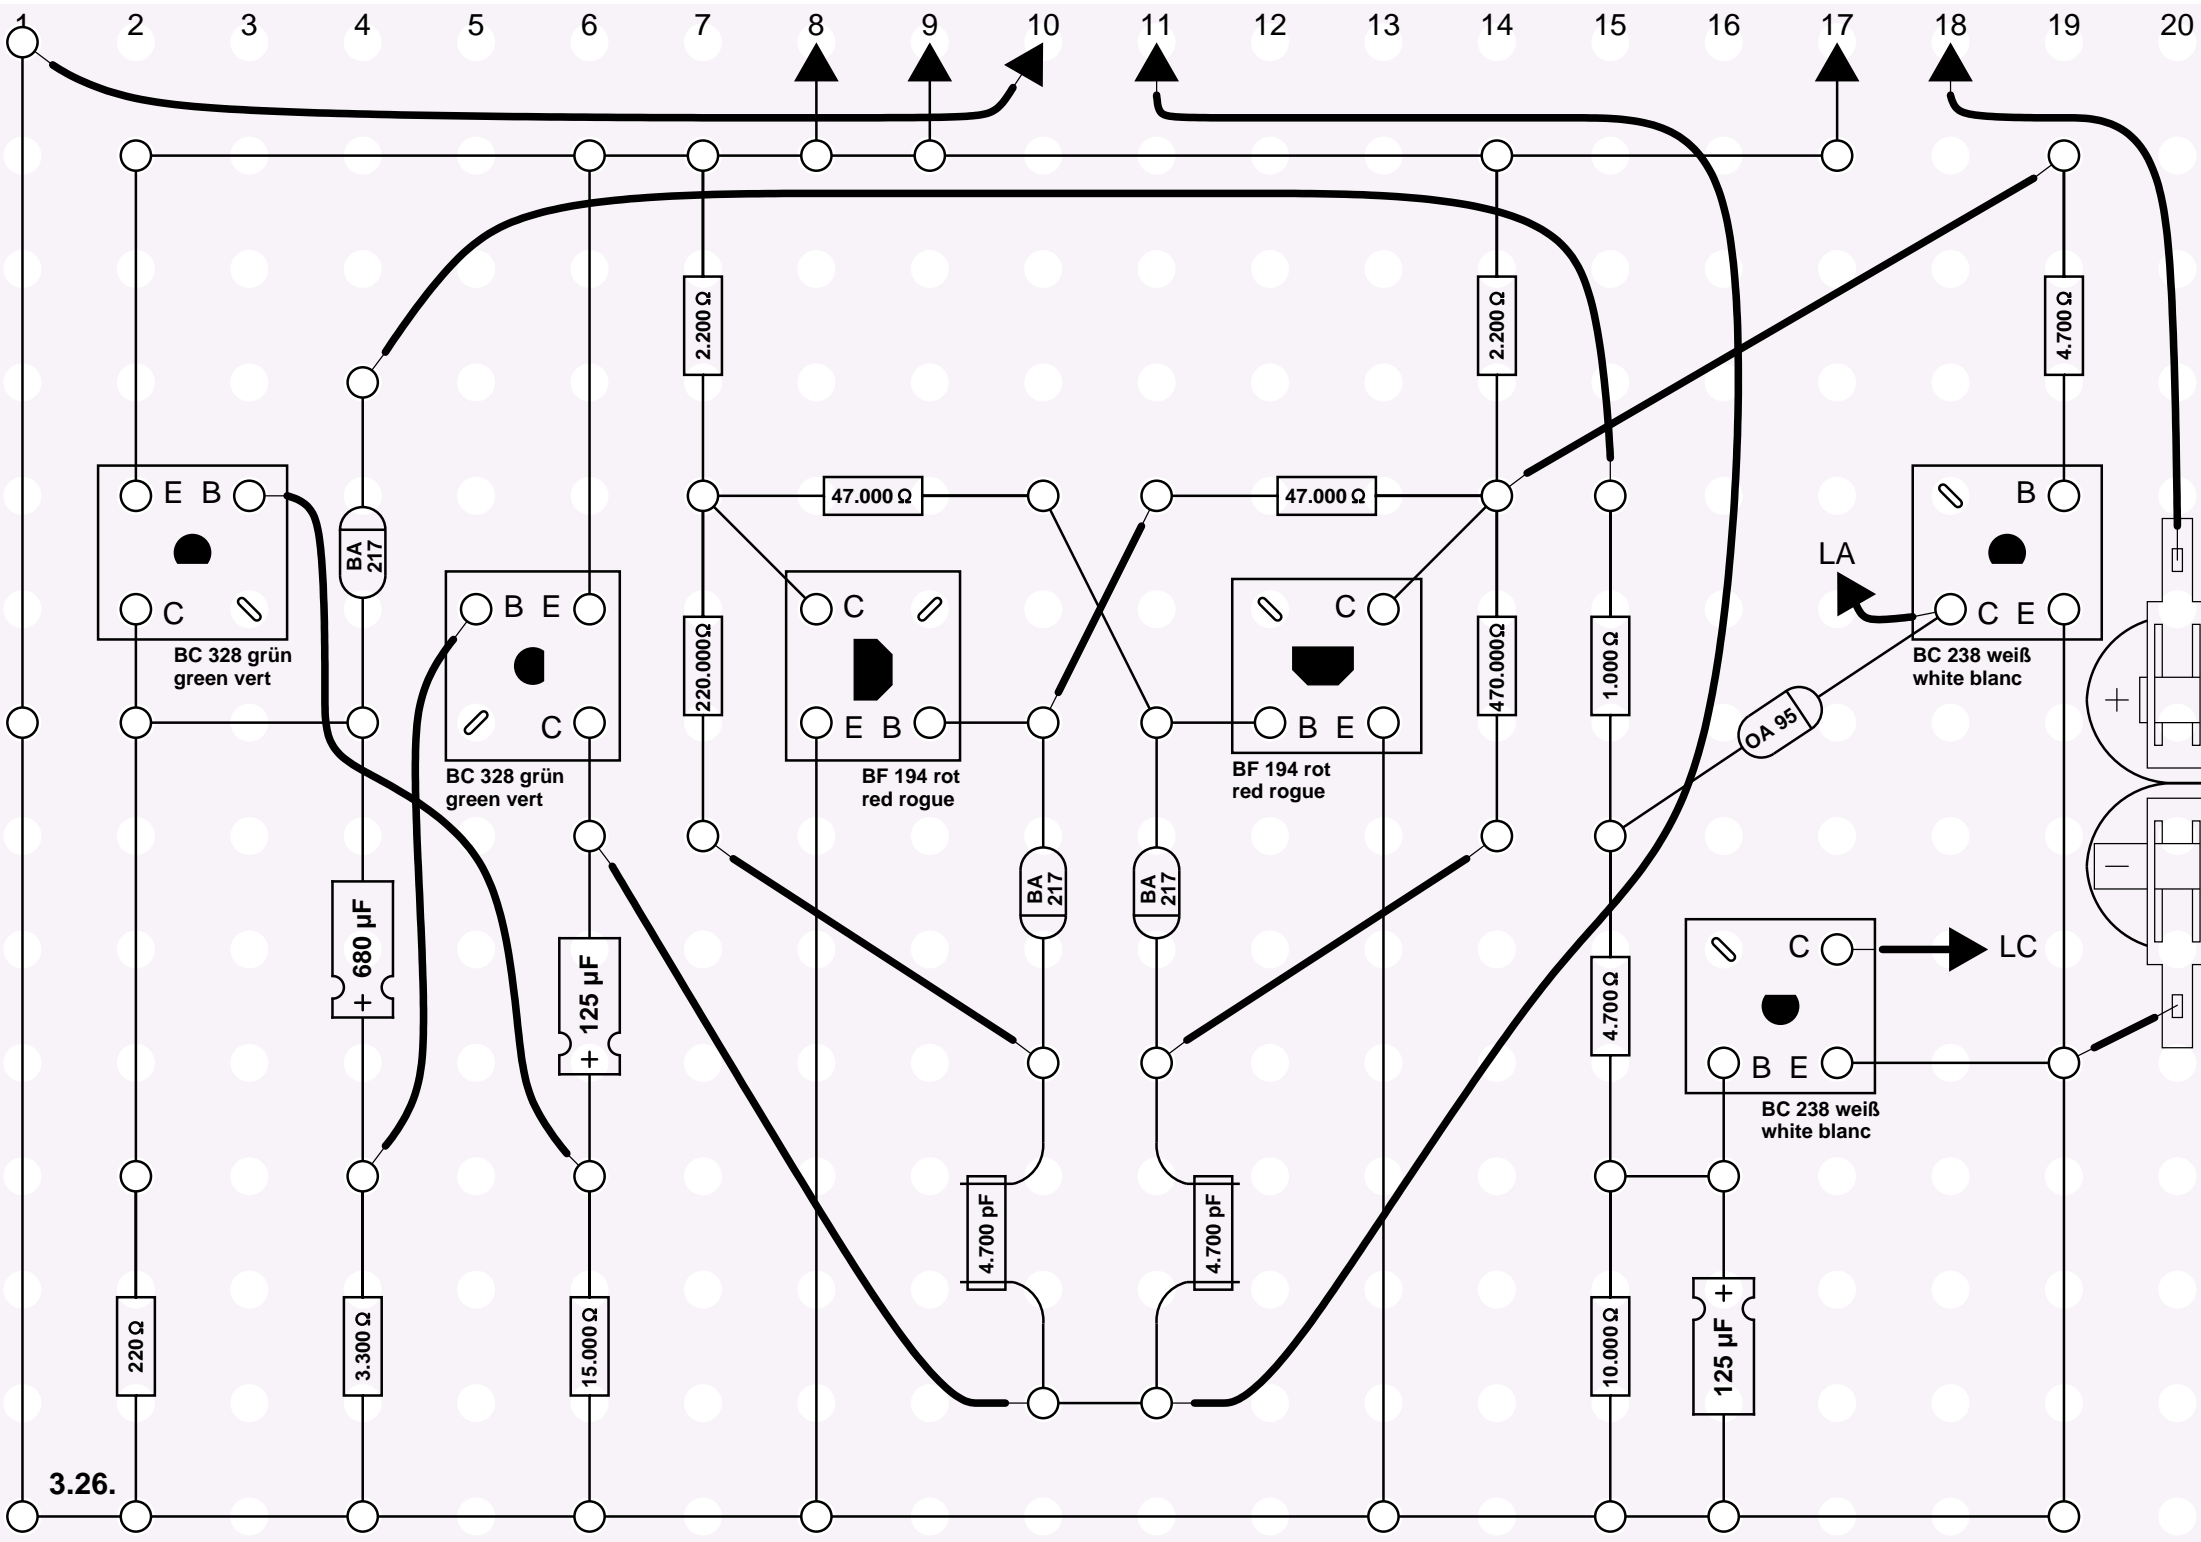 1 2 3 4 5 6 7 8 9 10 11 12 13 14 15 16 17 18 19 20
2.200 Ω
2.200 Ω
4.700 Ω
E B
C
BC 328 grün
green vert
BA
217
B E
C
BC 328 grün
green vert
47.000 Ω
47.000 Ω
220.000Ω
C
E B
BF 194 rot
red rogue
C
B E
BF 194 rot
red rogue
470.000Ω
1.000 Ω
LA
B
C E
BC 238 weiß
white blanc
OA 95
+
−
680 µF
+
125 µF
+
BA
217
BA
217
4.700 Ω
C
LC
B E
BC 238 weiß
white blanc
4.700 pF
4.700 pF
220 Ω
3.300 Ω
15.000 Ω
10.000 Ω
+
125 µF
3.26.